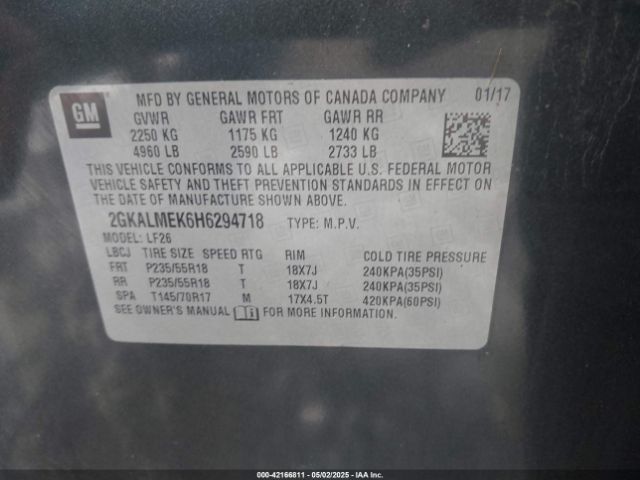 GM
MFD BY GENERAL MOTORS OF CANADA COMPANY 01/17
GVWR GAWR FRT GAWR RR
2250 KG 1175 KG 1240 KG
4960 LB 2590 LB 2733 LB
THIS VEHICLE CONFORMS TO ALL APPLICABLE U.S. FEDERAL MOTOR
VEHICLE SAFETY AND THEFT PREVENTION STANDARDS IN EFFECT ON
THE DATE OF MANUFACTURE SHOWN ABOVE.
2GKALMEK6H6294718 TYPE: M.P.V.
MODEL: LF26
LBCJ TIRE SIZE SPEED RTG RIM COLD TIRE PRESSURE
FRT P235/55R18 T 18X7J 240KPA(35PSI)
RR P235/55R18 T 18X7J 240KPA(35PSI)
SPA T145/70R17 M 17X4.5T 420KPA(60PSI)
SEE OWNER'S MANUAL FOR MORE INFORMATION.
000-42166811 - 05/02/2025 - IAA Inc.